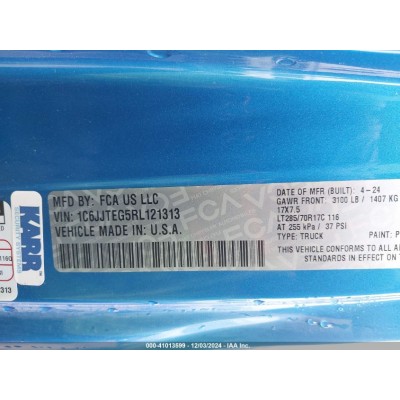 MFD BY: FCA US LLC
VIN: 1C6JJTEG5RL121313
VEHICLE MADE IN: U.S.A.
DATE OF MFR (BUILT): 4-24
GAWR FRONT: 3100 LB / 1407 KG
17X7.5
LT285/70R17C 116
AT 255 kPa / 37 PSI
TYPE: TRUCK PAINT: P
THIS VEHICLE CONFORMS TO ALL
STANDARDS IN EFFECT ON
KARR
1160
313
000-41013599 - 12/03/2024 - IAA Inc.